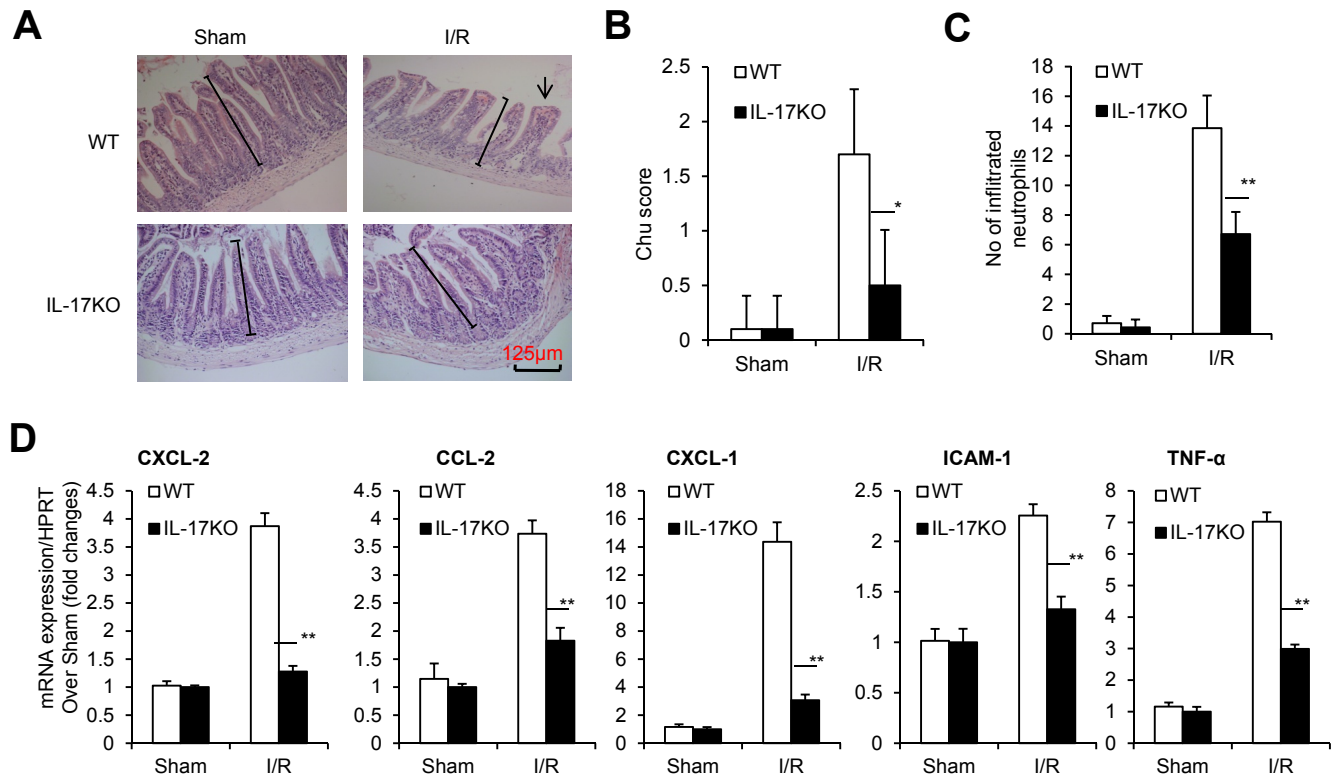 A
Sham
I/R
WT
IL-17KO
125µm
B
2.5
2
1.5
1
0.5
0
Chu score
WT
IL-17KO
*
Sham
I/R
C
18
16
14
12
10
8
6
4
2
0
No of inflitrated
neutrophils
WT
IL-17KO
**
Sham
I/R
D
mRNA expression/HPRT
Over Sham (fold changes)
CXCL-2
4.5
4
3.5
3
2.5
2
1.5
1
0.5
0
WT
IL-17KO
**
Sham
I/R
CCL-2
4.5
4
3.5
3
2.5
2
1.5
1
0.5
0
WT
IL-17KO
**
Sham
I/R
CXCL-1
18
16
14
12
10
8
6
4
2
0
WT
IL-17KO
**
Sham
I/R
ICAM-1
2.5
2
1.5
1
0.5
0
WT
IL-17KO
**
Sham
I/R
TNF-α
8
7
6
5
4
3
2
1
0
WT
IL-17KO
**
Sham
I/R